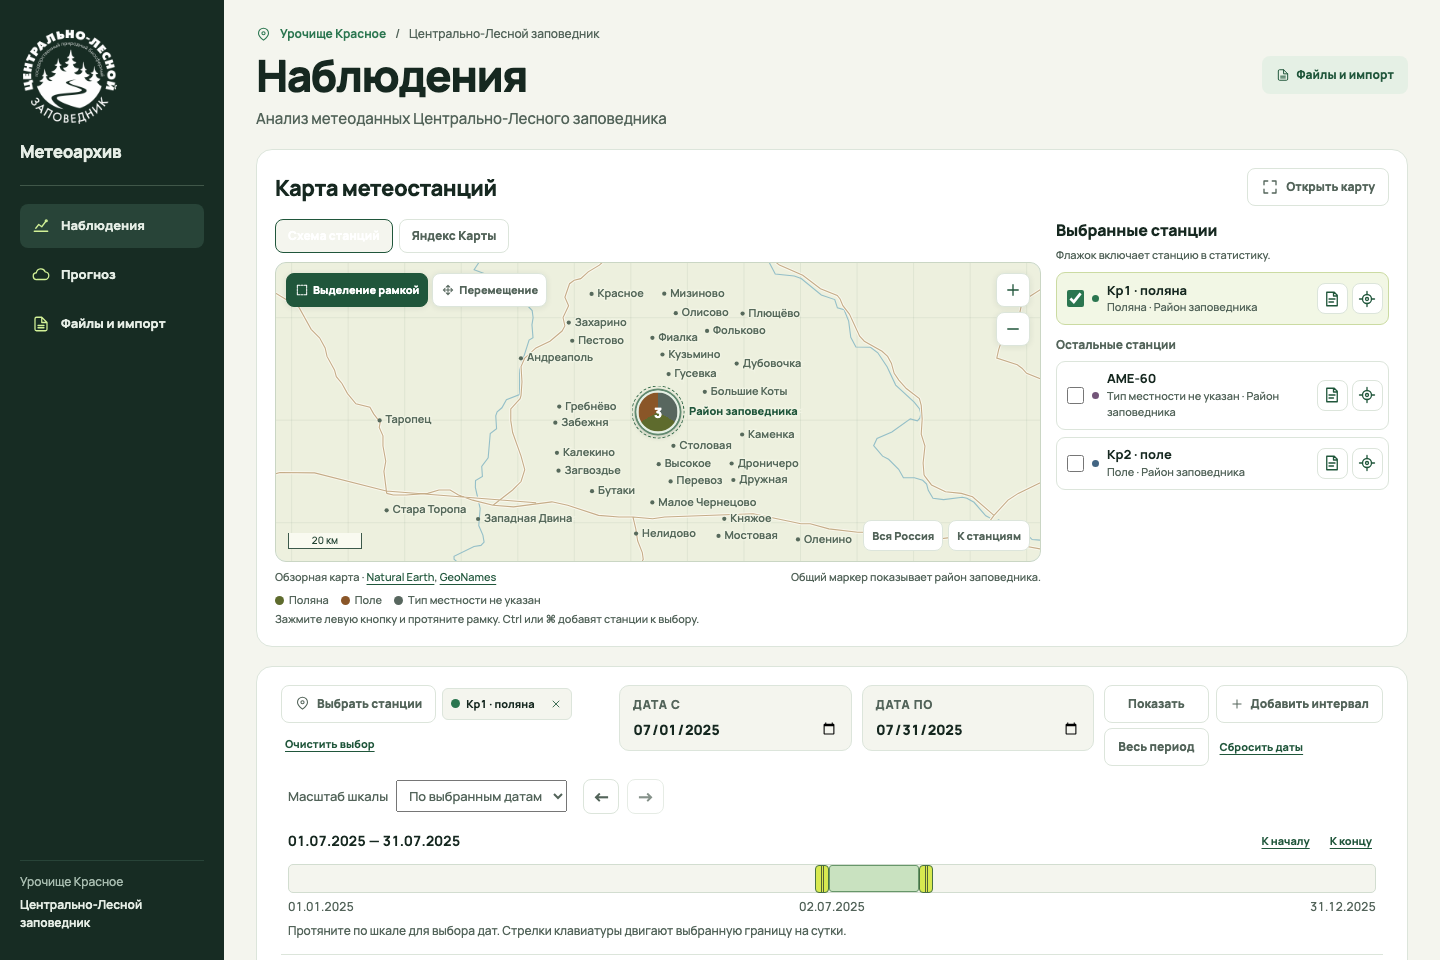 ЦЕНТРАЛЬНО-ЛЕСНОЙ
ЗАПОВЕДНИК
Метеоархив
Наблюдения
Прогноз
Файлы и импорт
Урочище Красное
Центрально-Лесной
заповедник
Урочище Красное / Центрально-Лесной заповедник
Наблюдения
Файлы и импорт
Анализ метеоданных Центрально-Лесного заповедника
Карта метеостанций
Открыть карту
Схема станций
Яндекс Карты
Выделение рамкой
Перемещение
+
−
Красное
Мизиново
Олисово
Плющёво
Захарино
Фольково
Пестово
Фиалка
Андреаполь
Кузьмино
Дубовочка
Гусевка
Большие Коты
Гребнёво
3
Район заповедника
Таропец
Забежня
Каменка
Столовая
Калекино
Высокое
Дроничеро
Загвоздье
Перевоз
Дружная
Бутаки
Малое Чернецово
Стара Торопа
Западная Двина
Княжое
Нелидово
Мостовая
Оленино
20 км
Вся Россия
К станциям
Обзорная карта · Natural Earth, GeoNames
Общий маркер показывает район заповедника.
Поляна
Поле
Тип местности не указан
Зажмите левую кнопку и протяните рамку. Ctrl или ⌘ добавят станции к выбору.
Выбранные станции
Флажок включает станцию в статистику.
Кр1 · поляна
Поляна · Район заповедника
Остальные станции
АМЕ-60
Тип местности не указан · Район
заповедника
Кр2 · поле
Поле · Район заповедника
Выбрать станции
Кр1 · поляна ×
Очистить выбор
ДАТА С
07/01/2025
ДАТА ПО
07/31/2025
Показать
+ Добавить интервал
Весь период
Сбросить даты
Масштаб шкалы
По выбранным датам
← →
01.07.2025 — 31.07.2025
К началу
К концу
01.01.2025
02.07.2025
31.12.2025
Протяните по шкале для выбора дат. Стрелки клавиатуры двигают выбранную границу на сутки.